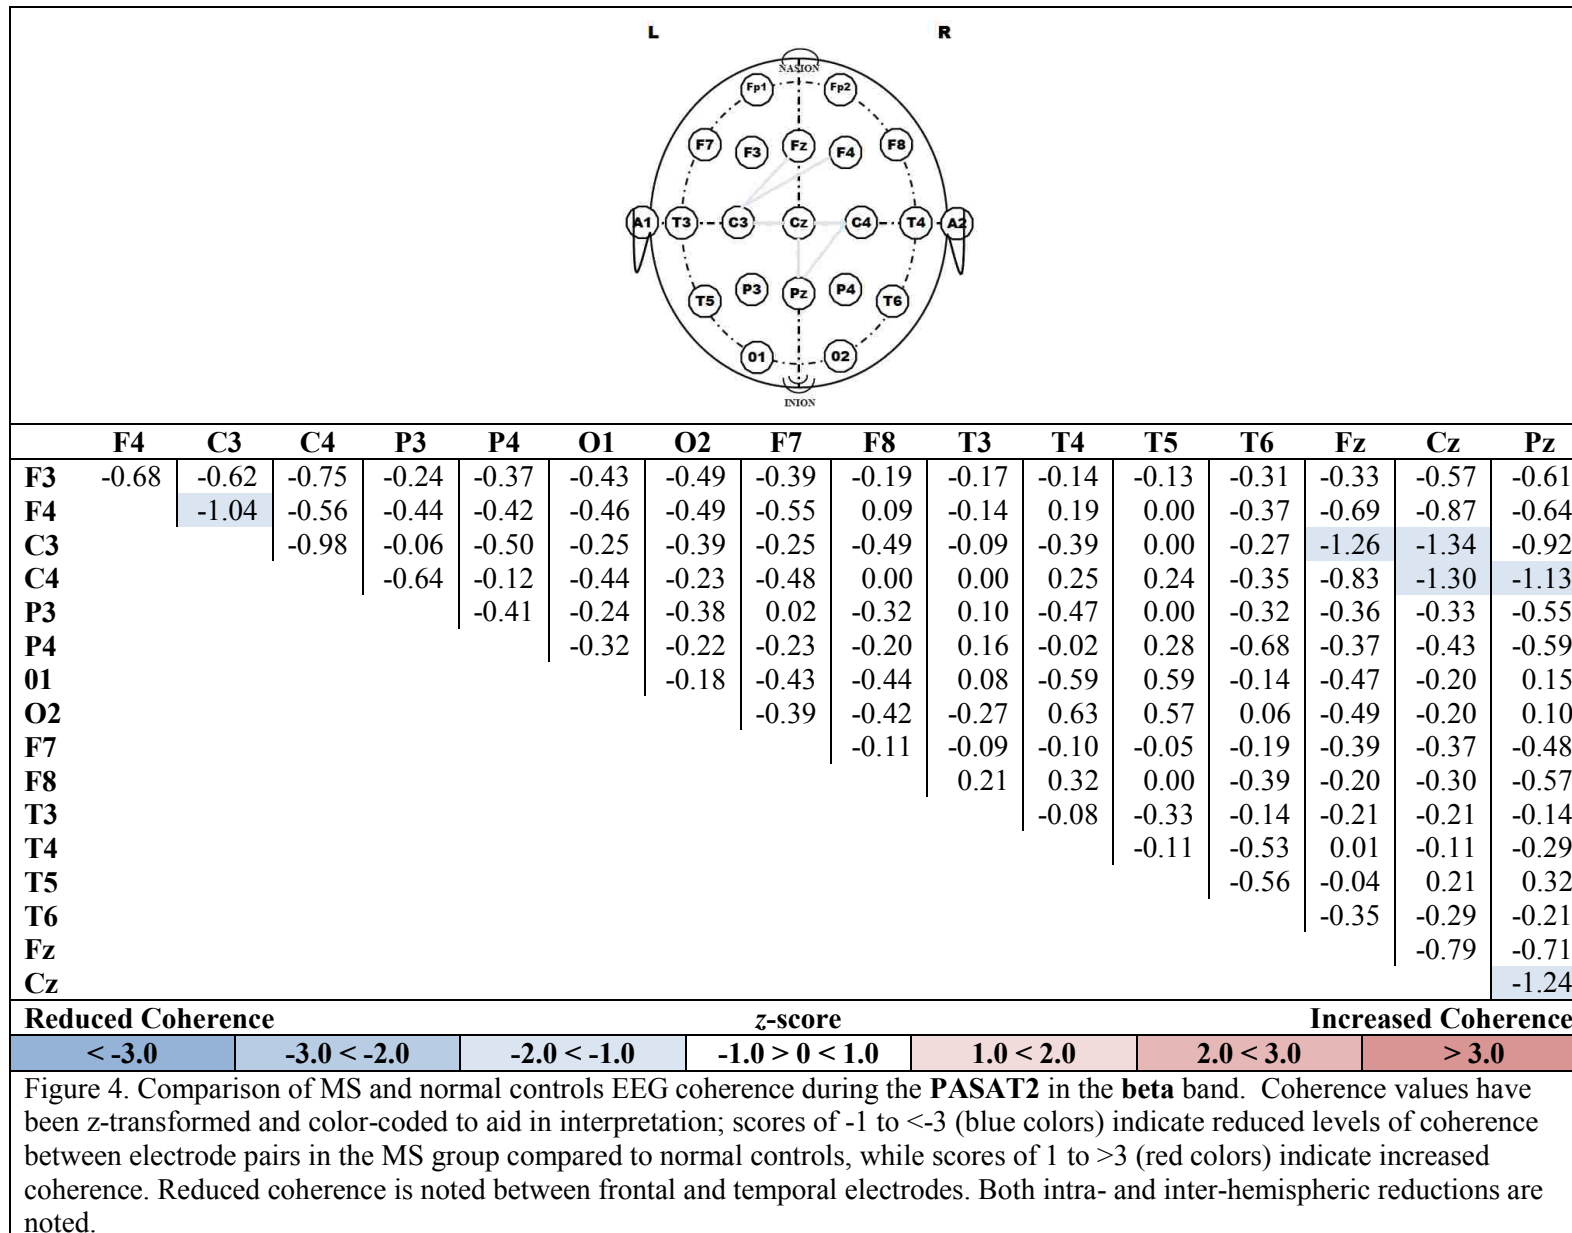 L R
NASION
Fp1 Fp2
F7 F3 Fz F4 F8
A1 T3 C3 Cz C4 T4 A2
T5 P3 Pz P4 T6
01 02
INION
F4 C3 C4 P3 P4 O1 O2 F7 F8 T3 T4 T5 T6 Fz Cz Pz
F3 -0.68 -0.62 -0.75 -0.24 -0.37 -0.43 -0.49 -0.39 -0.19 -0.17 -0.14 -0.13 -0.31 -0.33 -0.57 -0.61
F4 -1.04 -0.56 -0.44 -0.42 -0.46 -0.49 -0.55 0.09 -0.14 0.19 0.00 -0.37 -0.69 -0.87 -0.64
C3 -0.98 -0.06 -0.50 -0.25 -0.39 -0.25 -0.49 -0.09 -0.39 0.00 -0.27 -1.26 -1.34 -0.92
C4 -0.64 -0.12 -0.44 -0.23 -0.48 0.00 0.00 0.25 0.24 -0.35 -0.83 -1.30 -1.13
P3 -0.41 -0.24 -0.38 0.02 -0.32 0.10 -0.47 0.00 -0.32 -0.36 -0.33 -0.55
P4 -0.32 -0.22 -0.23 -0.20 0.16 -0.02 0.28 -0.68 -0.37 -0.43 -0.59
01 -0.18 -0.43 -0.44 0.08 -0.59 0.59 -0.14 -0.47 -0.20 0.15
O2 -0.39 -0.42 -0.27 0.63 0.57 0.06 -0.49 -0.20 0.10
F7 -0.11 -0.09 -0.10 -0.05 -0.19 -0.39 -0.37 -0.48
F8 0.21 0.32 0.00 -0.39 -0.20 -0.30 -0.57
T3 -0.08 -0.33 -0.14 -0.21 -0.21 -0.14
T4 -0.11 -0.53 0.01 -0.11 -0.29
T5 -0.56 -0.04 0.21 0.32
T6 -0.35 -0.29 -0.21
Fz -0.79 -0.71
Cz -1.24
Reduced Coherence z-score Increased Coherence
< -3.0 -3.0 < -2.0 -2.0 < -1.0 -1.0 > 0 < 1.0 1.0 < 2.0 2.0 < 3.0 > 3.0
Figure 4. Comparison of MS and normal controls EEG coherence during the PASAT2 in the beta band. Coherence values have
been z-transformed and color-coded to aid in interpretation; scores of -1 to <-3 (blue colors) indicate reduced levels of coherence
between electrode pairs in the MS group compared to normal controls, while scores of 1 to >3 (red colors) indicate increased
coherence. Reduced coherence is noted between frontal and temporal electrodes. Both intra- and inter-hemispheric reductions are
noted.